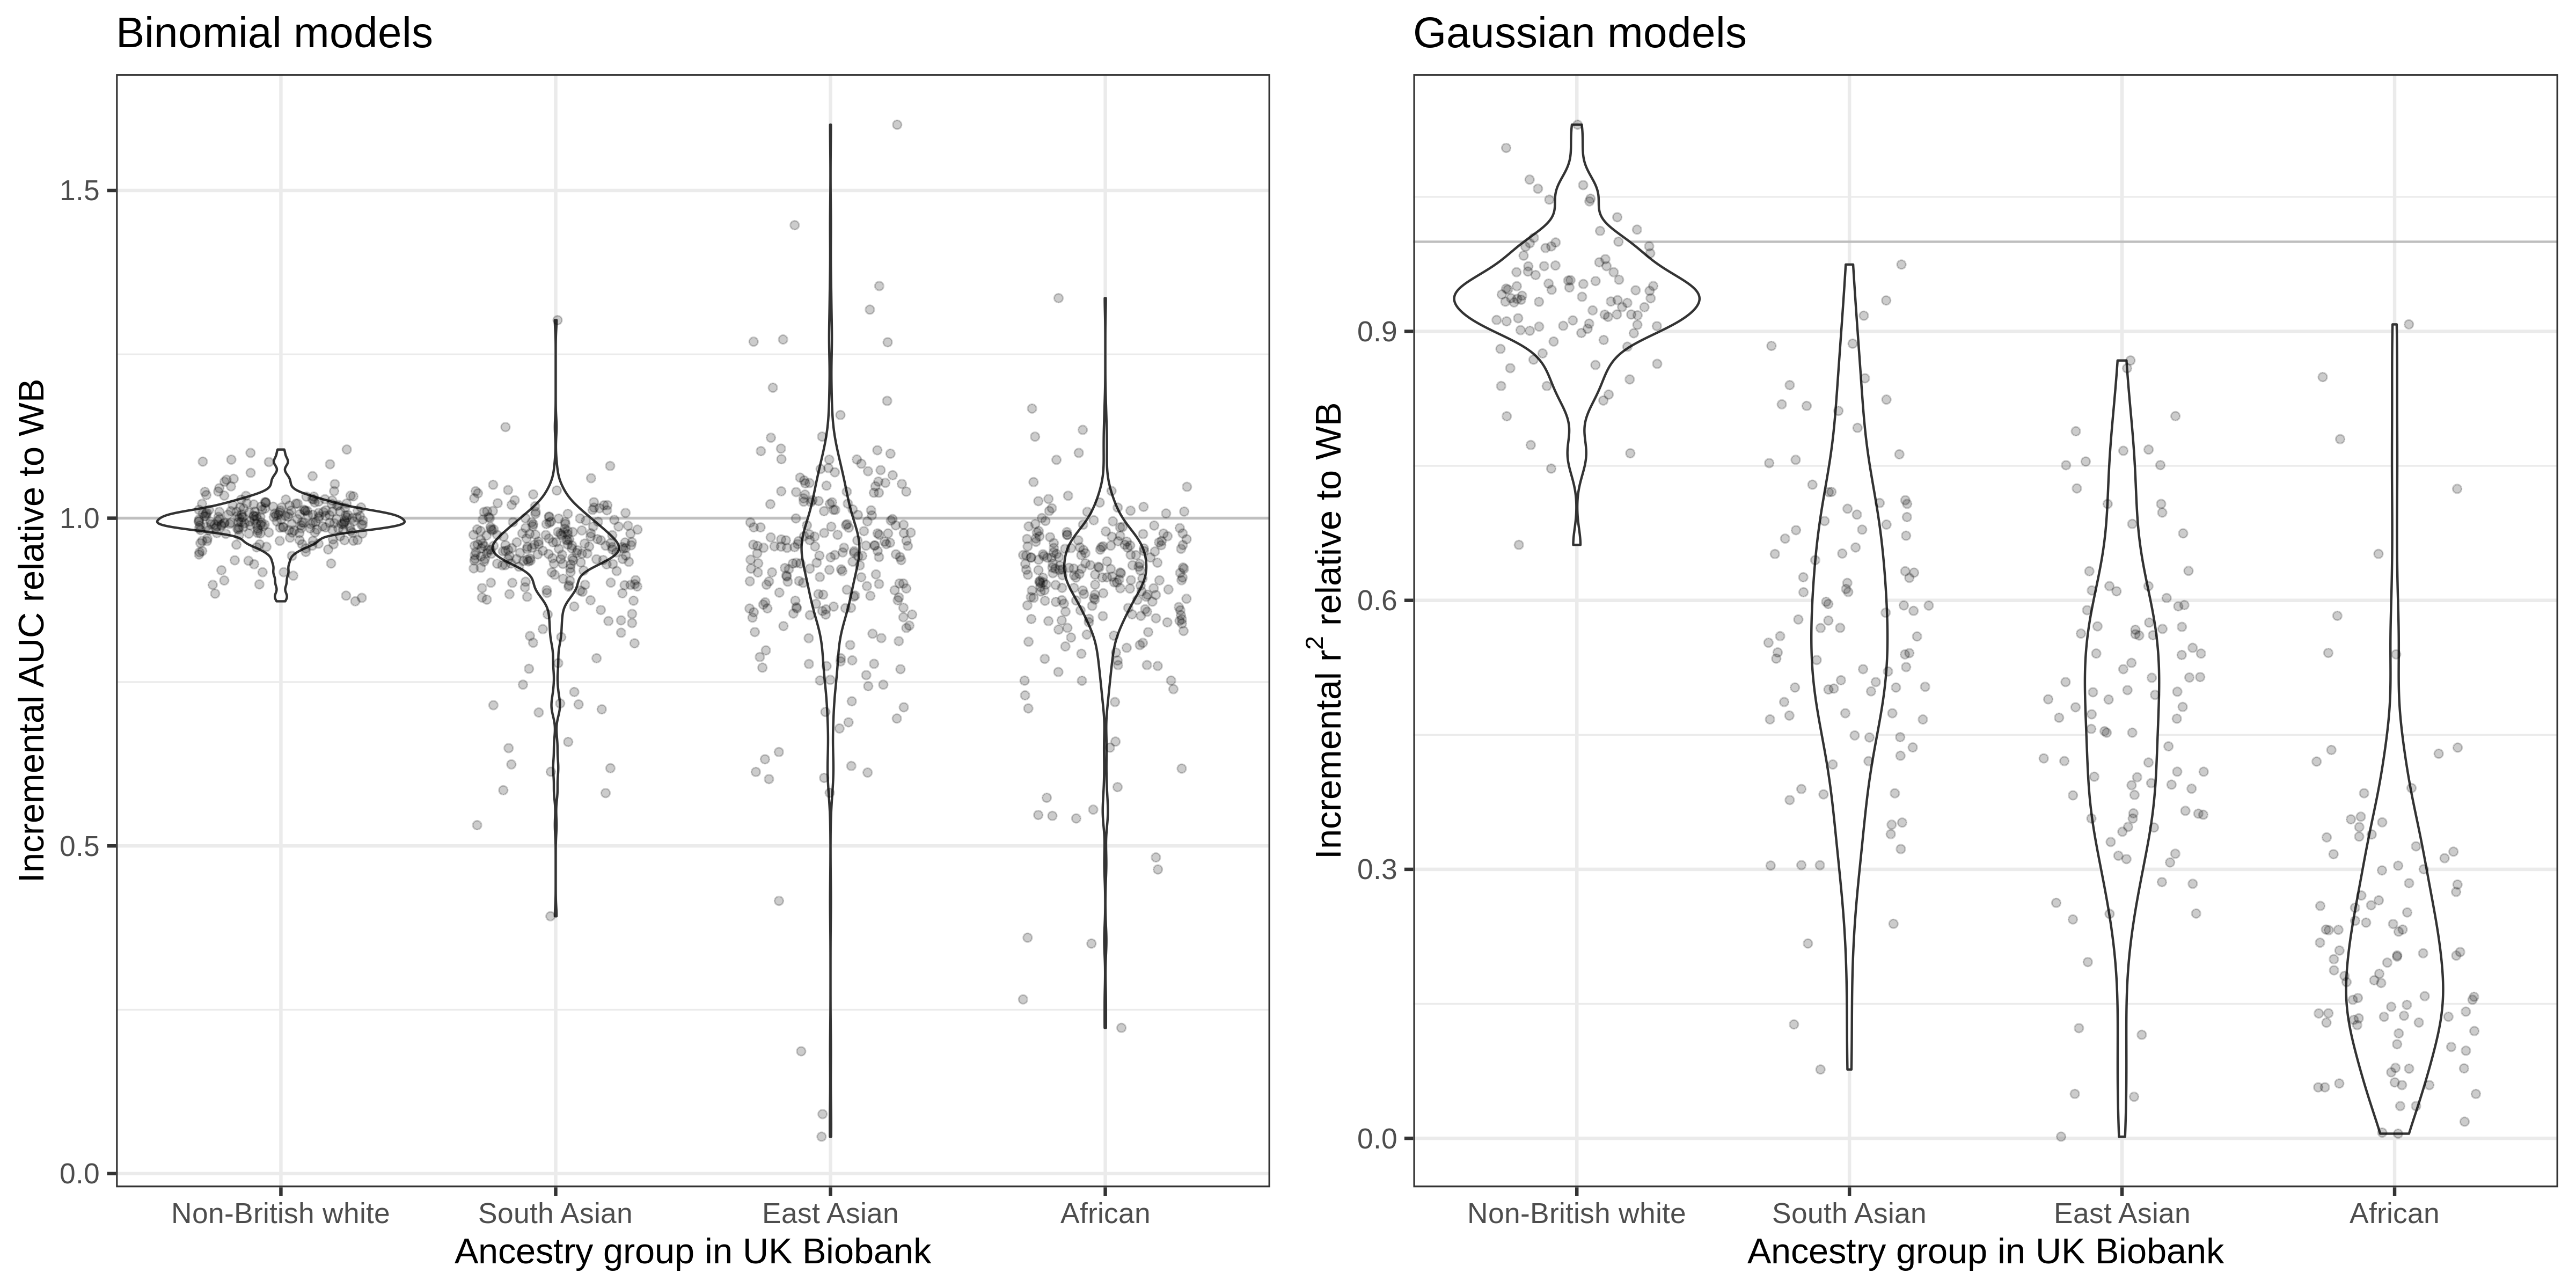 Binomial models
Incremental AUC relative to WB
1.5
1.0
0.5
0.0
Non-British white
South Asian
East Asian
African
Ancestry group in UK Biobank
Gaussian models
Incremental r² relative to WB
0.9
0.6
0.3
0.0
Non-British white
South Asian
East Asian
African
Ancestry group in UK Biobank